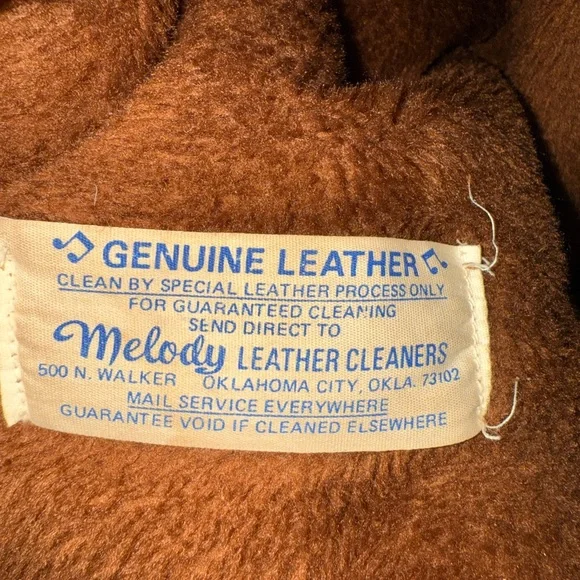 GENUINE LEATHER
CLEAN BY SPECIAL LEATHER PROCESS ONLY
FOR GUARANTEED CLEANING
SEND DIRECT TO
Melody LEATHER CLEANERS
500 N. WALKER OKLAHOMA CITY, OKLA. 73102
MAIL SERVICE EVERYWHERE
GUARANTEE VOID IF CLEANED ELSEWHERE